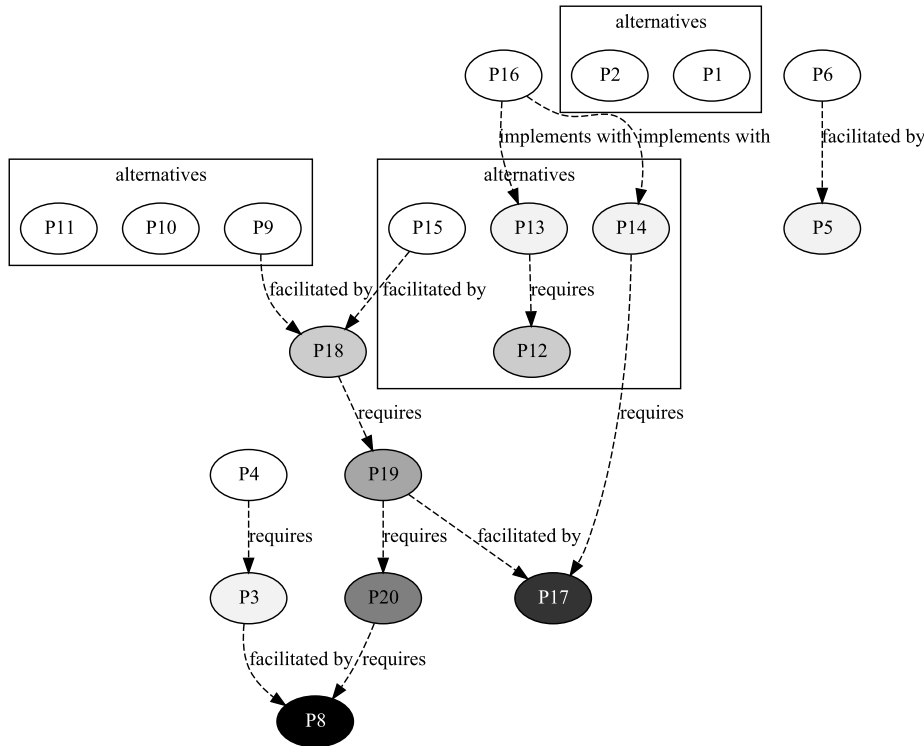 alternatives
P16
P2
P1
P6
implements with
implements with
facilitated by
alternatives
alternatives
P11
P10
P9
P15
P13
P14
P5
facilitated by
facilitated by
requires
P18
P12
requires
requires
P4
P19
requires
requires
facilitated by
P3
P20
P17
facilitated by
requires
P8